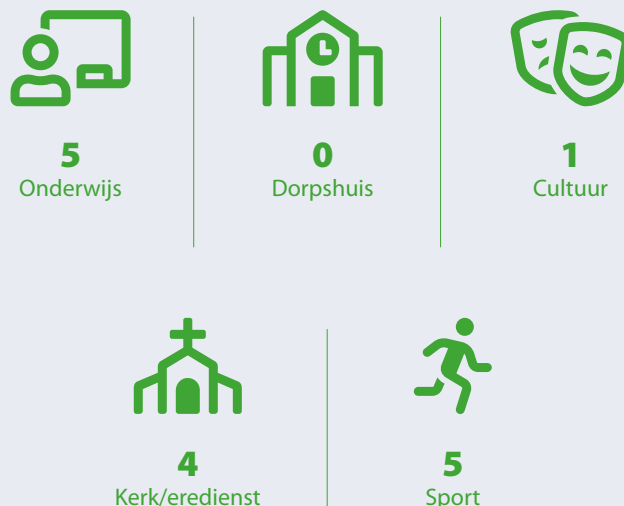 5
Onderwijs
0
Dorpshuis
1
Cultuur
4
Kerk/eredienst
5
Sport